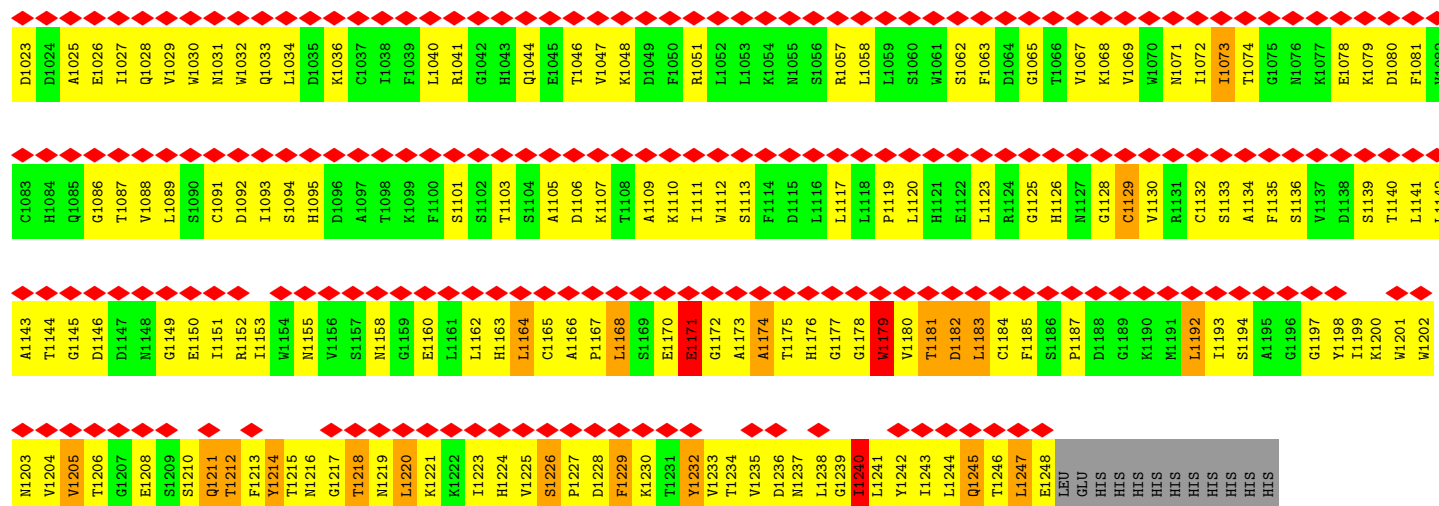 D1023 D1024 A1025 E1026 I1027 Q1028 V1029 W1030 N1031 W1032 Q1033 L1034 D1035 K1036 C1037 I1038 F1039 L1040 R1041 G1042 H1043 Q1044 E1045 T1046 V1047 K1048 D1049 F1050 R1051 L1052 L1053 K1054 N1055 S1056 R1057 L1058 L1059 S1060 W1061 S1062 F1063 D1064 G1065 T1066 V1067 K1068 V1069 W1070 N1071 I1072 I1073 T1074 G1075 N1076 K1077 E1078 K1079 D1080 F1081
C1083 H1084 Q1085 G1086 T1087 V1088 L1089 S1090 C1091 D1092 I1093 S1094 H1095 D1096 A1097 T1098 K1099 F1100 S1101 S1102 T1103 S1104 A1105 D1106 K1107 T1108 A1109 K1110 I1111 W1112 S1113 F1114 D1115 L1116 L1117 L1118 P1119 L1120 H1121 E1122 L1123 R1124 G1125 H1126 N1127 G1128 C1129 V1130 R1131 C1132 S1133 A1134 F1135 S1136 V1137 D1138 S1139 T1140 L1141 L1142
A1143 T1144 G1145 D1146 D1147 N1148 G1149 E1150 I1151 R1152 I1153 W1154 N1155 V1156 S1157 N1158 G1159 E1160 L1161 L1162 H1163 L1164 C1165 A1166 P1167 L1168 S1169 E1170 E1171 G1172 A1173 A1174 T1175 H1176 G1177 G1178 W1179 V1180 T1181 D1182 L1183 C1184 F1185 S1186 P1187 D1188 G1189 K1190 M1191 L1192 I1193 S1194 A1195 G1196 G1197 Y1198 I1199 K1200 W1201 W1202
N1203 V1204 V1205 T1206 G1207 E1208 S1209 S1210 Q1211 T1212 F1213 Y1214 T1215 N1216 G1217 T1218 N1219 L1220 K1221 K1222 I1223 H1224 V1225 S1226 P1227 D1228 F1229 K1230 T1231 Y1232 V1233 T1234 V1235 D1236 N1237 L1238 G1239 I1240 L1241 Y1242 I1243 L1244 Q1245 T1246 L1247 E1248 LEU GLU HIS HIS HIS HIS HIS HIS HIS HIS